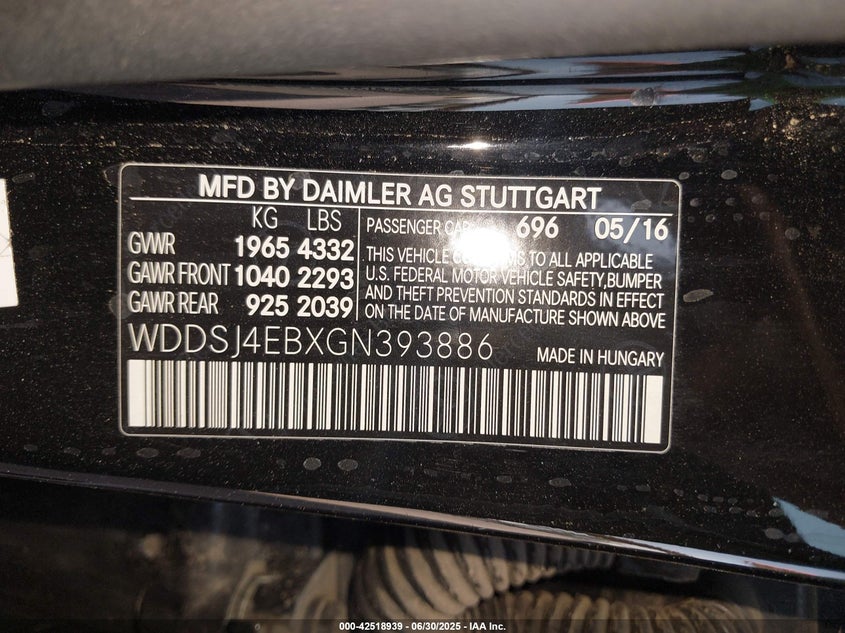 MFD BY DAIMLER AG STUTTGART
KG LBS
GVWR 1965 4332
GAWR FRONT 1040 2293
GAWR REAR 925 2039
PASSENGER CAR 696 05/16
THIS VEHICLE CONFORMS TO ALL APPLICABLE
U.S. FEDERAL MOTOR VEHICLE SAFETY,BUMPER
AND THEFT PREVENTION STANDARDS IN EFFECT
ON THE DATE OF MANUFACTURE SHOWN ABOVE
WDDSJ4EBXGN393886 MADE IN HUNGARY
000-42518939 - 06/30/2025 - IAA Inc.